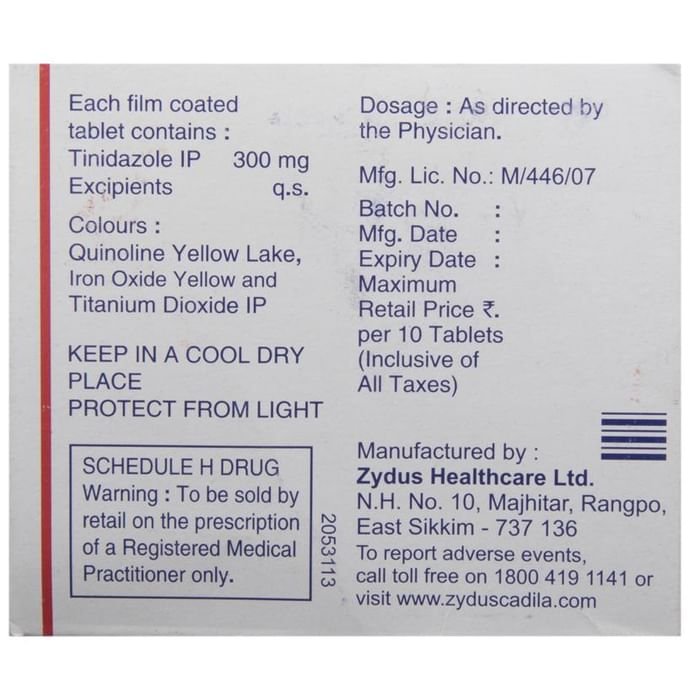 Each film coated
tablet contains :
Tinidazole IP 300 mg
Excipients q.s.
Colours :
Quinoline Yellow Lake,
Iron Oxide Yellow and
Titanium Dioxide IP
KEEP IN A COOL DRY
PLACE
PROTECT FROM LIGHT
SCHEDULE H DRUG
Warning : To be sold by
retail on the prescription
of a Registered Medical
Practitioner only.
2053113
Dosage : As directed by
the Physician.
Mfg. Lic. No.: M/446/07
Batch No. :
Mfg. Date :
Expiry Date :
Maximum
Retail Price ₹.
per 10 Tablets
(Inclusive of
All Taxes)
Manufactured by :
Zydus Healthcare Ltd.
N.H. No. 10, Majhitar, Rangpo,
East Sikkim - 737 136
To report adverse events,
call toll free on 1800 419 1141 or
visit www.zyduscadila.com